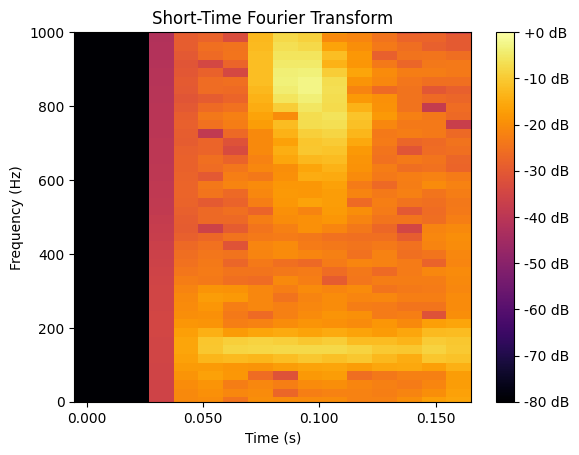 Short-Time Fourier Transform
1000
800
600
400
200
0
Frequency (Hz)
0.000
0.050
0.100
0.150
Time (s)
+0 dB
-10 dB
-20 dB
-30 dB
-40 dB
-50 dB
-60 dB
-70 dB
-80 dB